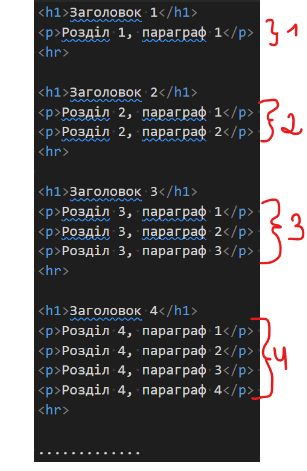 <h1>Заголовок 1</h1>
<p>Розділ 1, параграф 1</p>
1
<hr>
<h1>Заголовок 2</h1>
<p>Розділ 2, параграф 1</p>
<p>Розділ 2, параграф 2</p>
2
<hr>
<h1>Заголовок 3</h1>
<p>Розділ 3, параграф 1</p>
<p>Розділ 3, параграф 2</p>
<p>Розділ 3, параграф 3</p>
3
<hr>
<h1>Заголовок 4</h1>
<p>Розділ 4, параграф 1</p>
<p>Розділ 4, параграф 2</p>
<p>Розділ 4, параграф 3</p>
<p>Розділ 4, параграф 4</p>
4
<hr>
.............